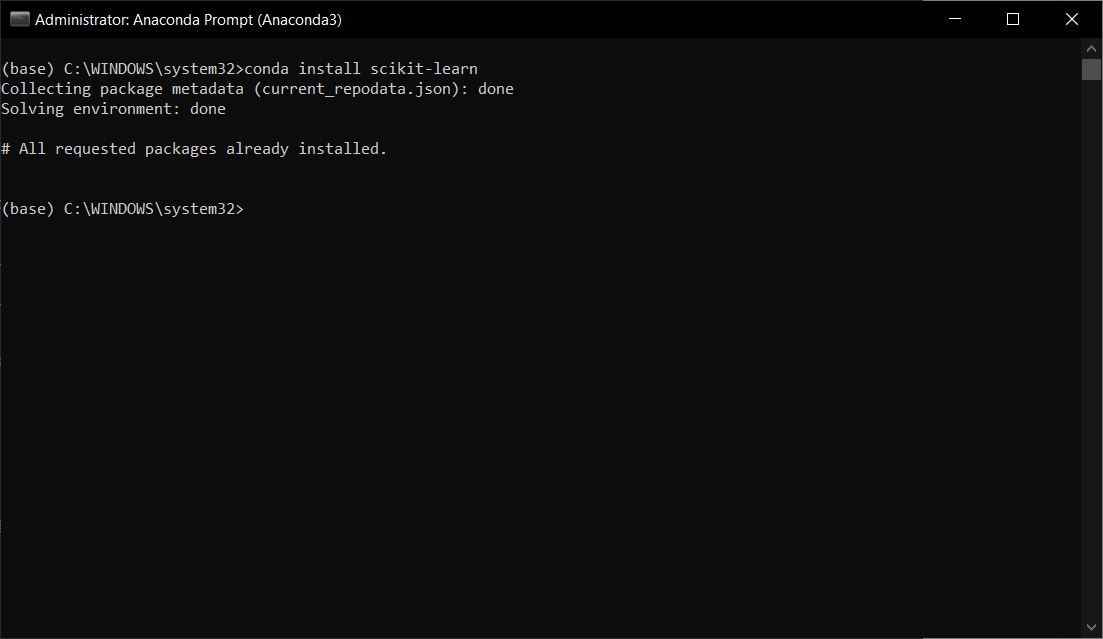 Administrator: Anaconda Prompt (Anaconda3)
(base) C:\WINDOWS\system32>conda install scikit-learn
Collecting package metadata (current_repodata.json): done
Solving environment: done
# All requested packages already installed.
(base) C:\WINDOWS\system32>